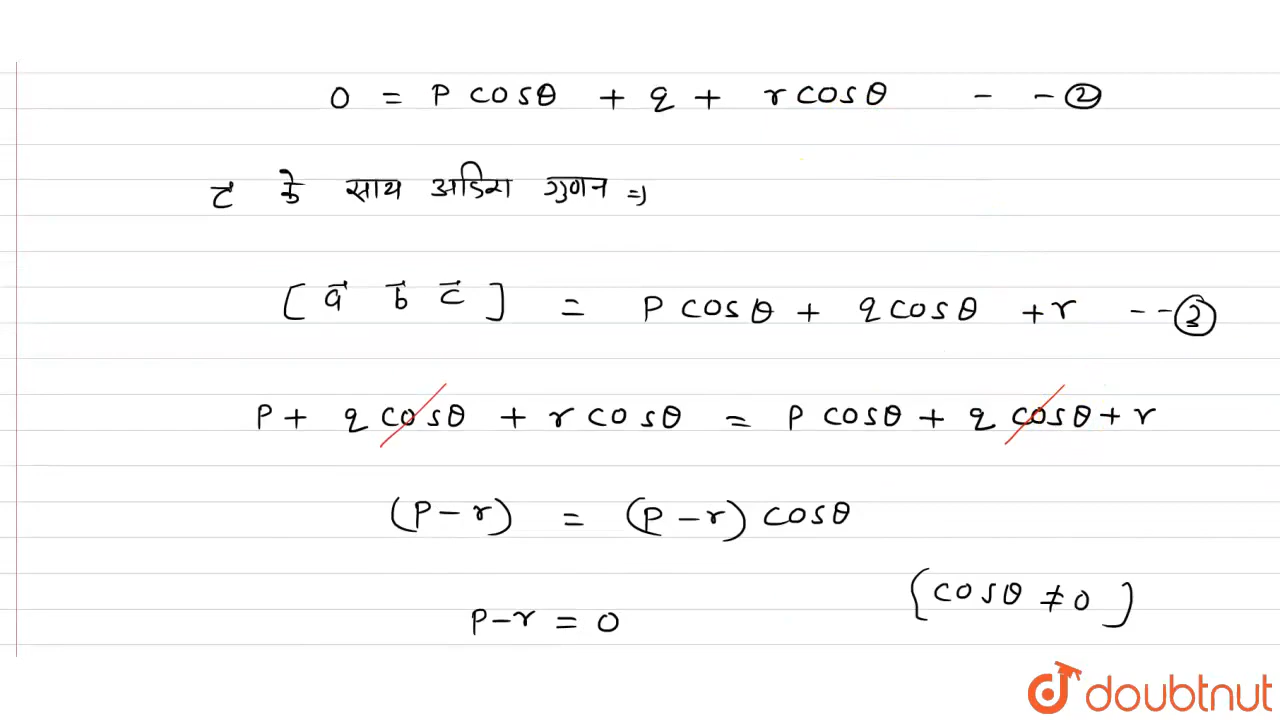 0 = P cosθ + q + r cosθ - - ②
c⃗ के साथ अदिश गुणन ⇒
[ a⃗ b⃗ c⃗ ] = P cosθ + q cosθ + r - - ③
P + q cosθ + r cosθ = P cosθ + q cosθ + r
(P - r) = (P - r) cosθ
P - r = 0 [cosθ ≠ 0]
doubtnut